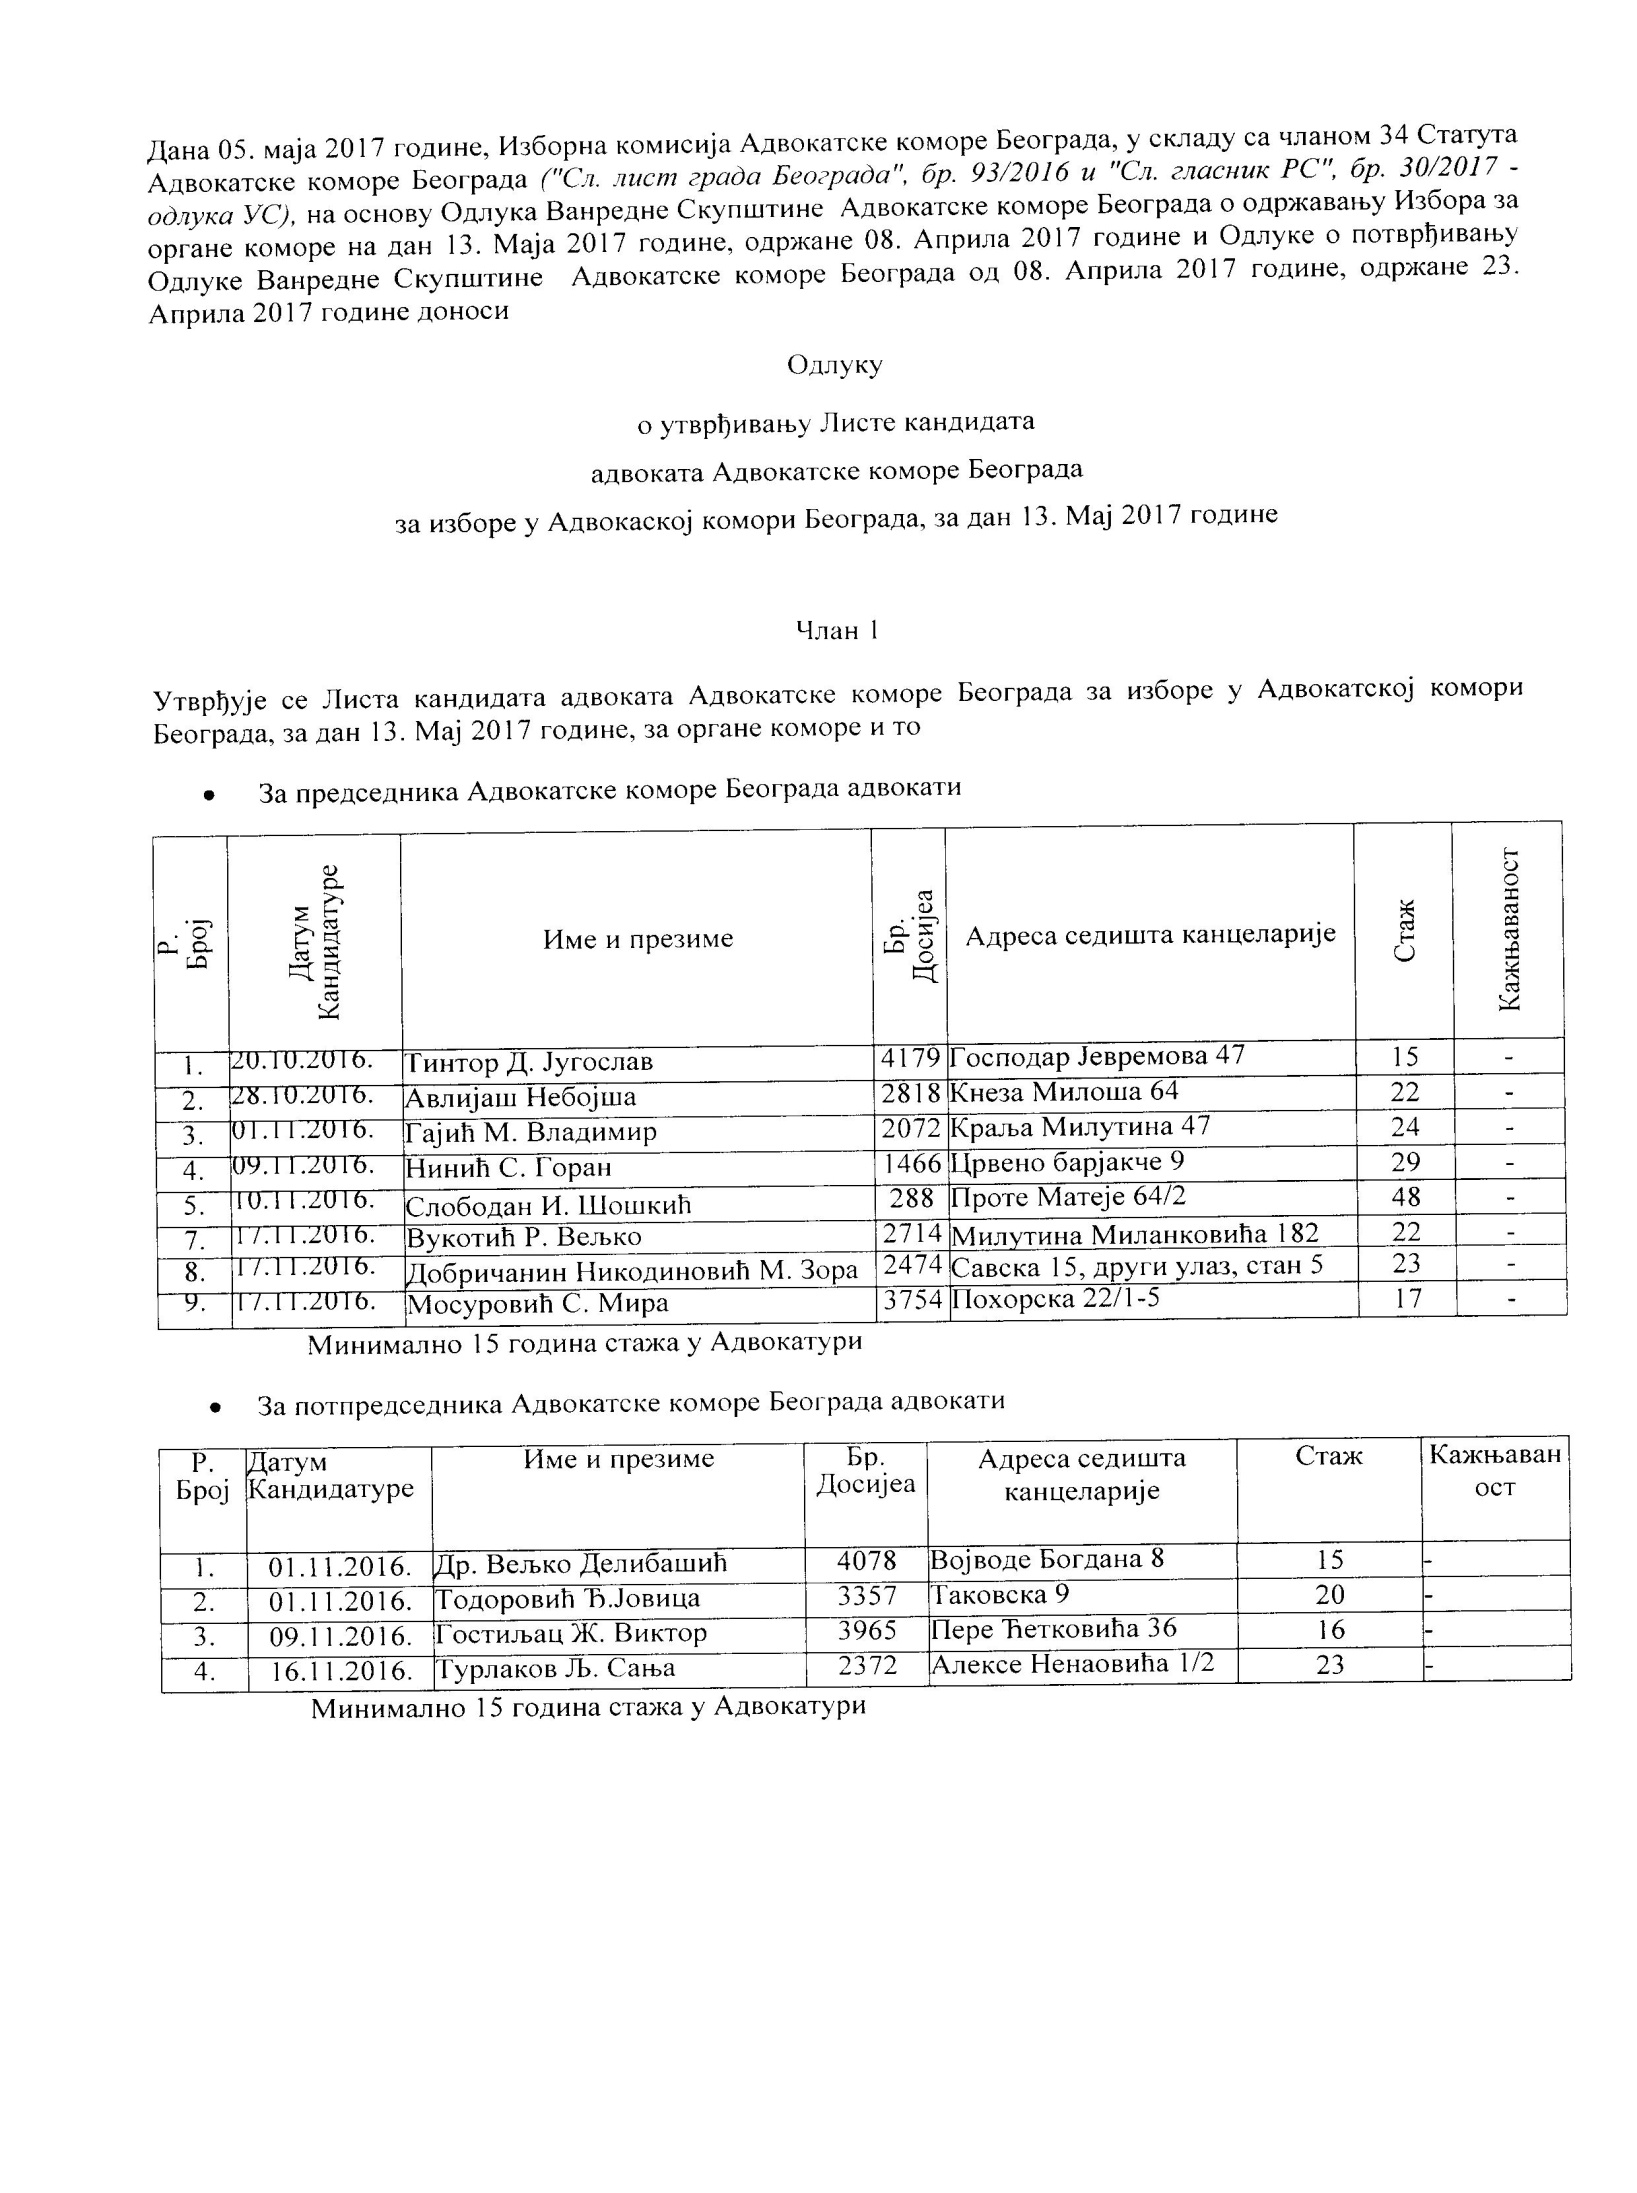 Дана 05. маја 2017 године, Изборна комисија Адвокатске коморе Београда, у складу са чланом 34 Статута
Адвокатске коморе Београда ("Сл. лист града Београда", бр. 93/2016 и "Сл. гласник РС", бр. 30/2017 -
одлука УС), на основу Одлука Ванредне Скупштине Адвокатске коморе Београда о одржавању Избора за
органе коморе на дан 13. Маја 2017 године, одржане 08. Априла 2017 године и Одлуке о потврђивању
Одлуке Ванредне Скупштине Адвокатске коморе Београда од 08. Априла 2017 године, одржане 23.
Априла 2017 године доноси
Одлуку
о утврђивању Листе кандидата
адвоката Адвокатске коморе Београда
за изборе у Адвокаској комори Београда, за дан 13. Мај 2017 године
Члан 1
Утврђује се Листа кандидата адвоката Адвокатске коморе Београда за изборе у Адвокатској комори
Београда, за дан 13. Мај 2017 године, за органе коморе и то
• За председника Адвокатске коморе Београда адвокати
Р. Број Датум Кандидатуре Име и презиме Бр. Досијеа Адреса седишта канцеларије Стаж Кажњаваност
1. 20.10.2016. Тинтор Д. Југослав 4179 Господар Јевремова 47 15 -
2. 28.10.2016. Авлијаш Небојша 2818 Кнеза Милоша 64 22 -
3. 01.11.2016. Гајић М. Владимир 2072 Краља Милутина 47 24 -
4. 09.11.2016. Нинић С. Горан 1466 Црвено барјакче 9 29 -
5. 10.11.2016. Слободан И. Шошкић 288 Проте Матеје 64/2 48 -
7. 17.11.2016. Вукотић Р. Вељко 2714 Милутина Миланковића 182 22 -
8. 17.11.2016. Добричанин Никодиновић М. Зора 2474 Савска 15, други улаз, стан 5 23 -
9. 17.11.2016. Мосуровић С. Мира 3754 Похорска 22/1-5 17 -
Минимално 15 година стажа у Адвокатури
• За потпредседника Адвокатске коморе Београда адвокати
Р. Датум Име и презиме Бр. Адреса седишта Стаж Кажњаван
Број Кандидатуре Досијеа канцеларије ост
1. 01.11.2016. Др. Вељко Делибашић 4078 Војводе Богдана 8 15 -
2. 01.11.2016. Тодоровић Ђ.Јовица 3357 Таковска 9 20 -
3. 09.11.2016. Гостиљац Ж. Виктор 3965 Пере Ћетковића 36 16 -
4. 16.11.2016. Турлаков Љ. Сања 2372 Алексе Ненаовића 1/2 23 -
Минимално 15 година стажа у Адвокатури